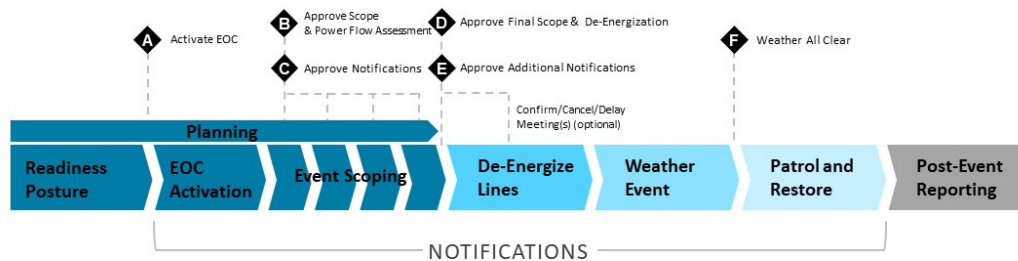 A
Activate EOC
B
Approve Scope
& Power Flow Assessment
C
Approve Notifications
D
Approve Final Scope & De-Energization
E
Approve Additional Notifications
Confirm/Cancel/Delay
Meeting(s) (optional)
F
Weather All Clear
Planning
Readiness
Posture
EOC
Activation
Event Scoping
De-Energize
Lines
Weather
Event
Patrol and
Restore
Post-Event
Reporting
NOTIFICATIONS